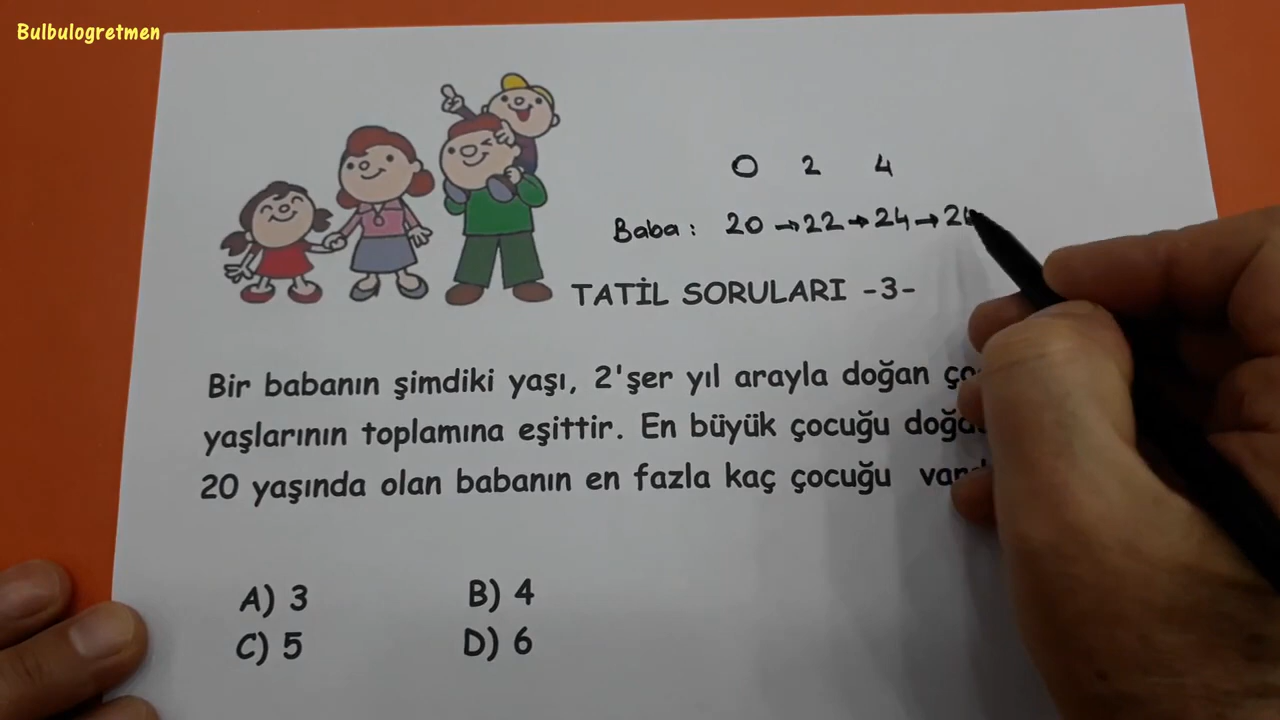 Bulbulogretmen
0 2 4
Baba: 20 → 22 → 24 → 2
TATİL SORULARI -3-
Bir babanın şimdiki yaşı, 2'şer yıl arayla doğan
yaşlarının toplamına eşittir. En büyük çocuğu
20 yaşında olan babanın en fazla kaç çocuğu
A) 3 B) 4
C) 5 D) 6